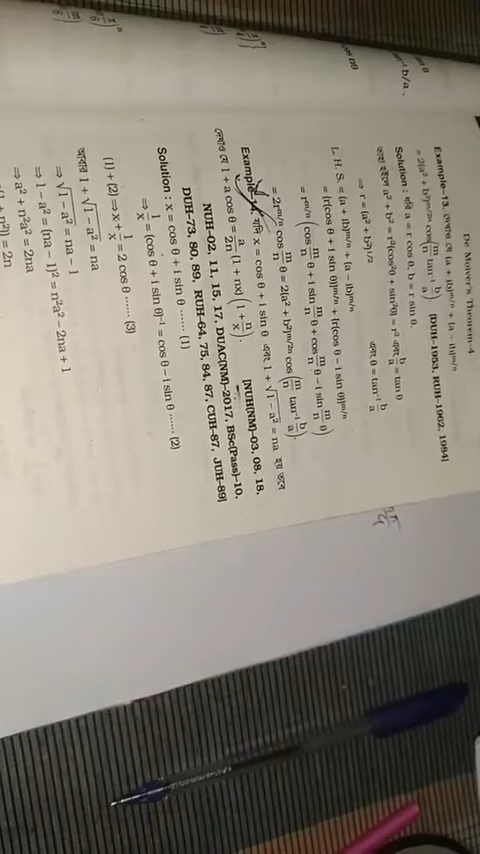 De Moiver's Theorem-4
Example-13. দেখাও যে (a + ib)^m/n + (a − ib)^m/n
= 2(a² + b²)^m/2n cos(m/n tan⁻¹ b/a). [DUH-1953, RUH-1962, 1984]
Solution : যদি a = r cos θ, b = r sin θ.
তাহা হইলে a² + b² = r²(cos²θ + sin²θ) = r² এবং b/a = tan θ
⇒ r = (a² + b²)^1/2 এবং θ = tan⁻¹ b/a
L. H. S. = (a + ib)^m/n + (a − ib)^m/n
= {r(cos θ + i sin θ)}^m/n + {r(cos θ − i sin θ)}^m/n
= r^m/n (cos m/n θ + i sin m/n θ + cos m/n θ − i sin m/n θ)
= 2r^m/n cos m/n θ = 2(a² + b²)^m/2n cos (m/n tan⁻¹ b/a).
Example-14. যদি x = cos θ + i sin θ এবং 1 + √1 − a² = na হয় তবে
দেখাও যে 1 + a cos θ = a/2n (1 + nx) (1 + n/x). [NUH(NM)-03, 08, 18,
NUH-02, 11, 15, 17, DUAC(NM)-2017, BSc(Pass)-10,
DUH-73, 80, 89, RUH-64, 75, 84, 87, CUH-87, JUH-89]
Solution : x = cos θ + i sin θ ...... (1)
⇒ 1/x = (cos θ + i sin θ)⁻¹ = cos θ − i sin θ ...... (2)
(1) + (2) ⇒ x + 1/x = 2 cos θ ...... (3)
আবার 1 + √1 − a² = na
⇒ √1 − a² = na − 1
⇒ 1 − a² = (na − 1)² = n²a² − 2na + 1
⇒ a² + n²a² = 2na
(1 + n²)) = 2n
b/a .